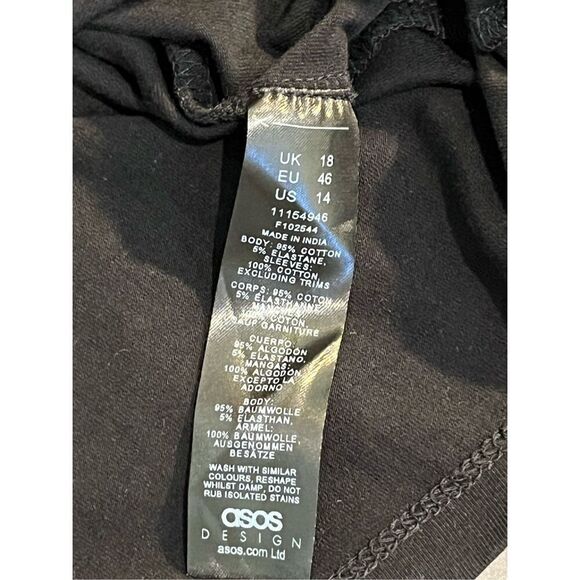 UK 18
EU 46
US 14
11154946
F102544
MADE IN INDIA
BODY: 95% COTTON
5% ELASTANE,
SLEEVES:
100% COTTON,
EXCLUDING TRIMS
CORPS: 95% COTON
5% ÉLASTHANNE
COTON,
SAUF GARNITURE
CUERPO:
95% ALGODÓN
5% ELASTANO,
MANGAS:
100% ALGODÓN
EXCEPTO LA
ADORNO
BODY:
95% BAUMWOLLE
5% ELASTHAN,
ARMEL:
100% BAUMWOLLE,
AUSGENOMMEN
BESÄTZE
WASH WITH SIMILAR
COLOURS, RESHAPE
WHILST DAMP, DO NOT
RUB ISOLATED STAINS
asos
DESIGN
asos.com Ltd